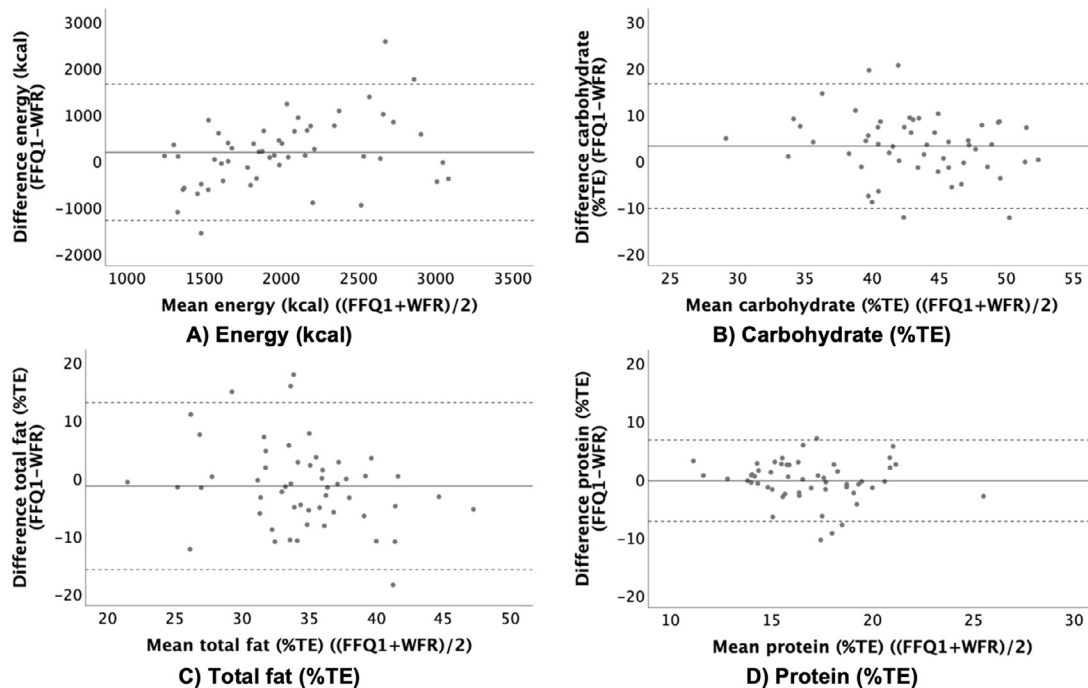 Difference energy (kcal)
(FFQ1-WFR)
3000
2000
1000
0
-1000
-2000
1000 1500 2000 2500 3000 3500
Mean energy (kcal) ((FFQ1+WFR)/2)
A) Energy (kcal)
Difference carbohydrate
(%TE) (FFQ1-WFR)
30
20
10
0
-10
-20
25 30 35 40 45 50 55
Mean carbohydrate (%TE) ((FFQ1+WFR)/2)
B) Carbohydrate (%TE)
Difference total fat (%TE)
(FFQ1-WFR)
20
10
0
-10
-20
20 25 30 35 40 45 50
Mean total fat (%TE) ((FFQ1+WFR)/2)
C) Total fat (%TE)
Difference protein (%TE)
(FFQ1-WFR)
20
10
0
-10
-20
10 15 20 25 30
Mean protein (%TE) ((FFQ1+WFR)/2)
D) Protein (%TE)